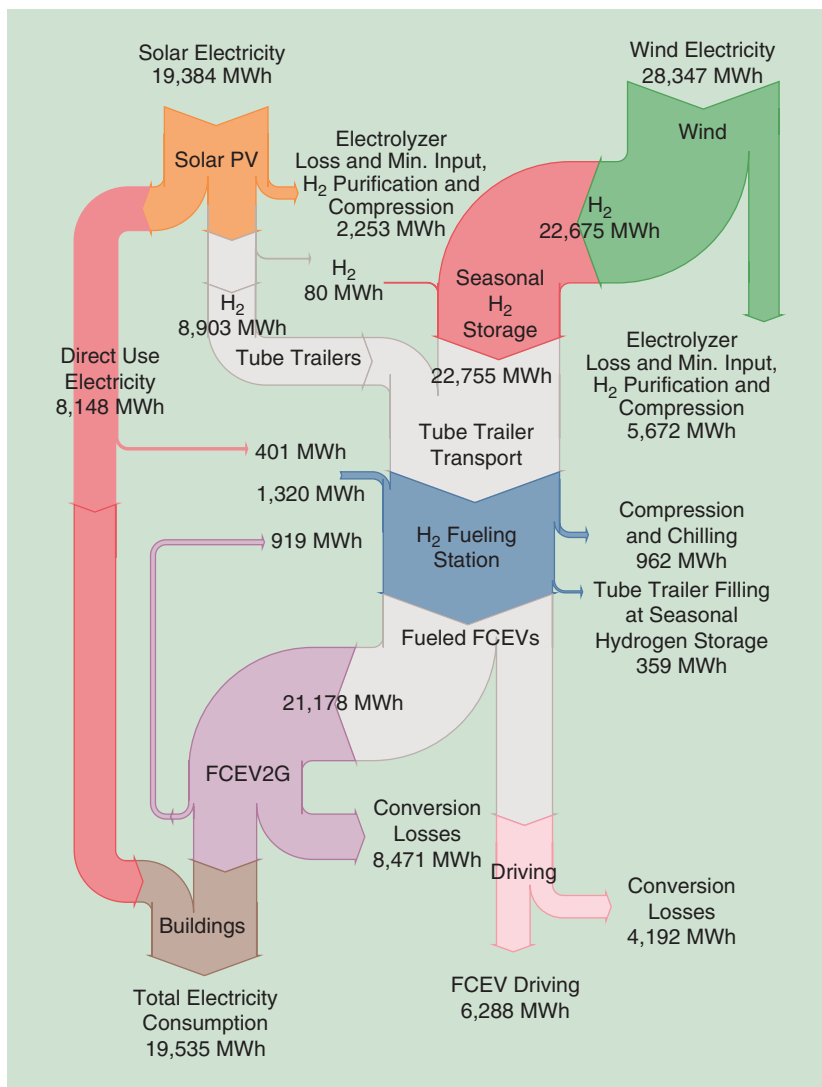 Solar Electricity
19,384 MWh
Wind Electricity
28,347 MWh
Solar PV
Electrolyzer
Loss and Min. Input,
H2 Purification and
Compression
2,253 MWh
Wind
H2
22,675 MWh
H2
80 MWh
Seasonal
H2
Storage
H2
8,903 MWh
Tube Trailers
22,755 MWh
Electrolyzer
Loss and Min. Input,
H2 Purification and
Compression
5,672 MWh
Direct Use
Electricity
8,148 MWh
Tube Trailer
Transport
401 MWh
1,320 MWh
919 MWh
H2 Fueling
Station
Compression
and Chilling
962 MWh
Tube Trailer Filling
at Seasonal
Hydrogen Storage
359 MWh
Fueled FCEVs
21,178 MWh
FCEV2G
Conversion
Losses
8,471 MWh
Driving
Conversion
Losses
4,192 MWh
Buildings
Total Electricity
Consumption
19,535 MWh
FCEV Driving
6,288 MWh